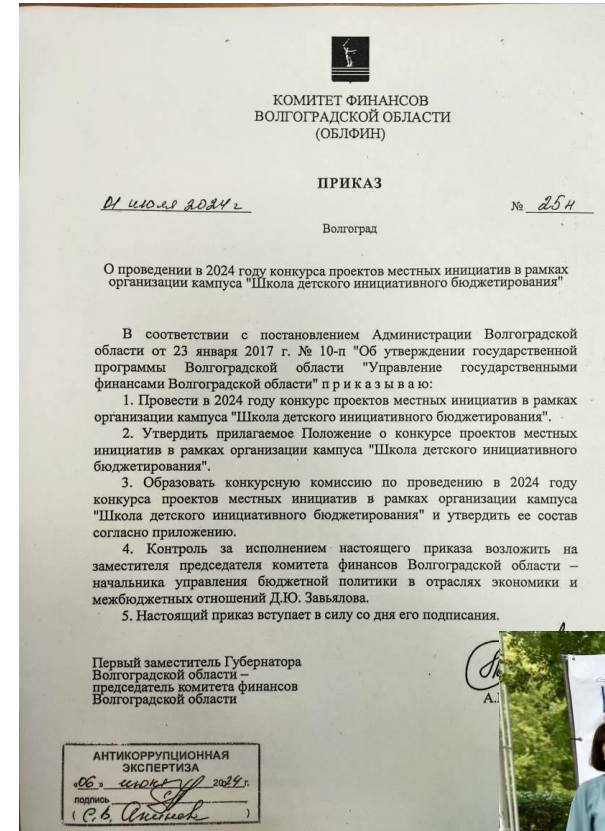 КОМИТЕТ ФИНАНСОВ
ВОЛГОГРАДСКОЙ ОБЛАСТИ
(ОБЛФИН)
ПРИКАЗ
01 июля 2024 г № 25н
Волгоград
О проведении в 2024 году конкурса проектов местных инициатив в рамках
организации кампуса "Школа детского инициативного бюджетирования"
В соответствии с постановлением Администрации Волгоградской
области от 23 января 2017 г. № 10-п "Об утверждении государственной
программы Волгоградской области "Управление государственными
финансами Волгоградской области" п р и к а з ы в а ю:
1. Провести в 2024 году конкурс проектов местных инициатив в рамках
организации кампуса "Школа детского инициативного бюджетирования".
2. Утвердить прилагаемое Положение о конкурсе проектов местных
инициатив в рамках организации кампуса "Школа детского инициативного
бюджетирования".
3. Образовать конкурсную комиссию по проведению в 2024 году
конкурса проектов местных инициатив в рамках организации кампуса
"Школа детского инициативного бюджетирования" и утвердить ее состав
согласно приложению.
4. Контроль за исполнением настоящего приказа возложить на
заместителя председателя комитета финансов Волгоградской области –
начальника управления бюджетной политики в отраслях экономики и
межбюджетных отношений Д.Ю. Завьялова.
5. Настоящий приказ вступает в силу со дня его подписания.
Первый заместитель Губернатора
Волгоградской области –
председатель комитета финансов
Волгоградской области А.
АНТИКОРРУПЦИОННАЯ
ЭКСПЕРТИЗА
«06» 2024 г.
подпись
( С.В. )